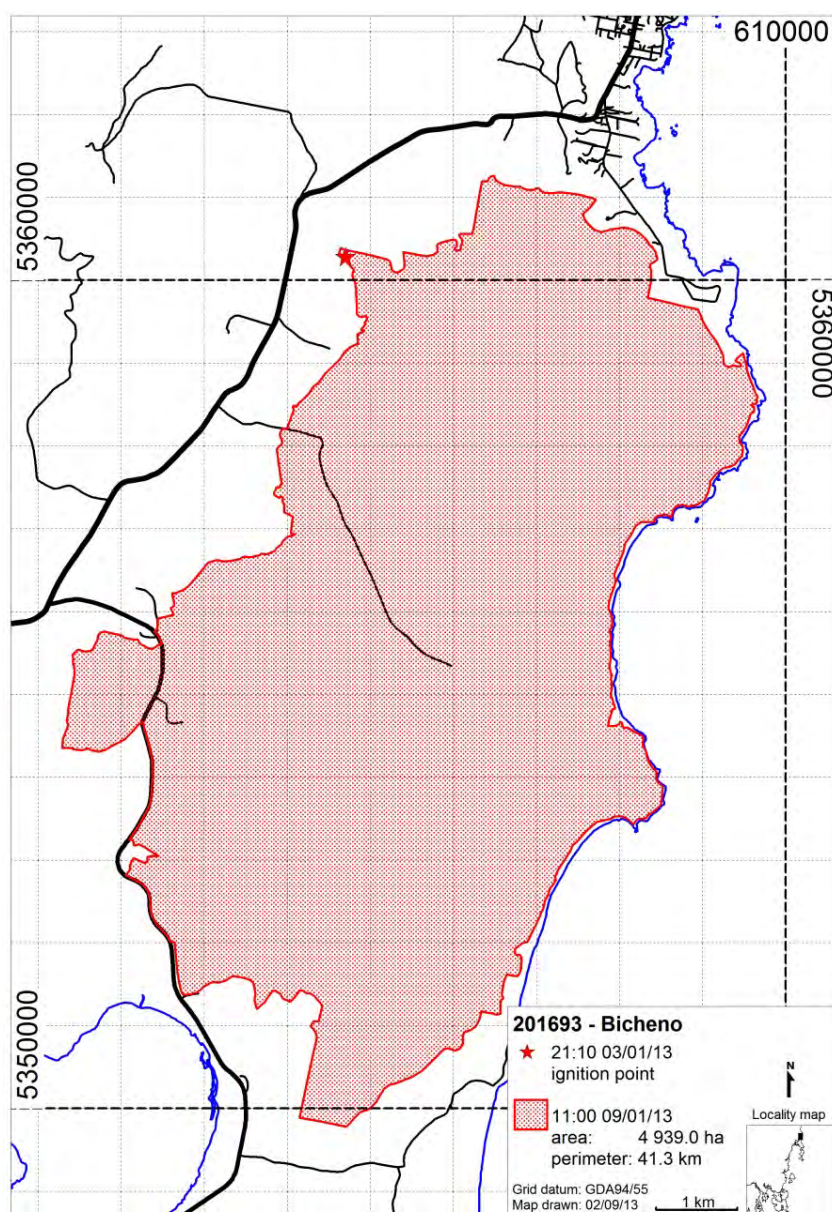 610000
5360000
5360000
5350000
201693 - Bicheno
21:10 03/01/13
ignition point
11:00 09/01/13
area: 4 939.0 ha
perimeter: 41.3 km
Grid datum: GDA94/55
Map drawn: 02/09/13
1 km
N
Locality map